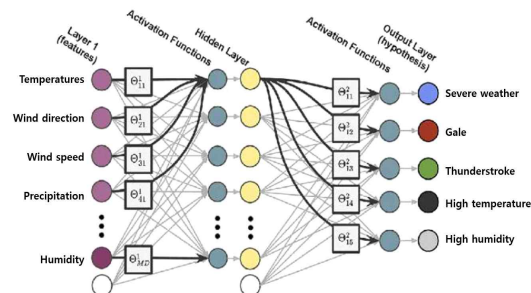 Layer 1
(features)
Activation Functions
Hidden Layer
Activation Functions
Output Layer
(hypothesis)
Temperatures
Wind direction
Wind speed
Precipitation
Humidity
Θ¹₁₁
Θ¹₂₁
Θ¹₃₁
Θ¹₄₁
Θ¹MD
Θ²₁₁
Θ²₁₂
Θ²₁₃
Θ²₁₄
Θ²₁₅
Severe weather
Gale
Thunderstroke
High temperature
High humidity